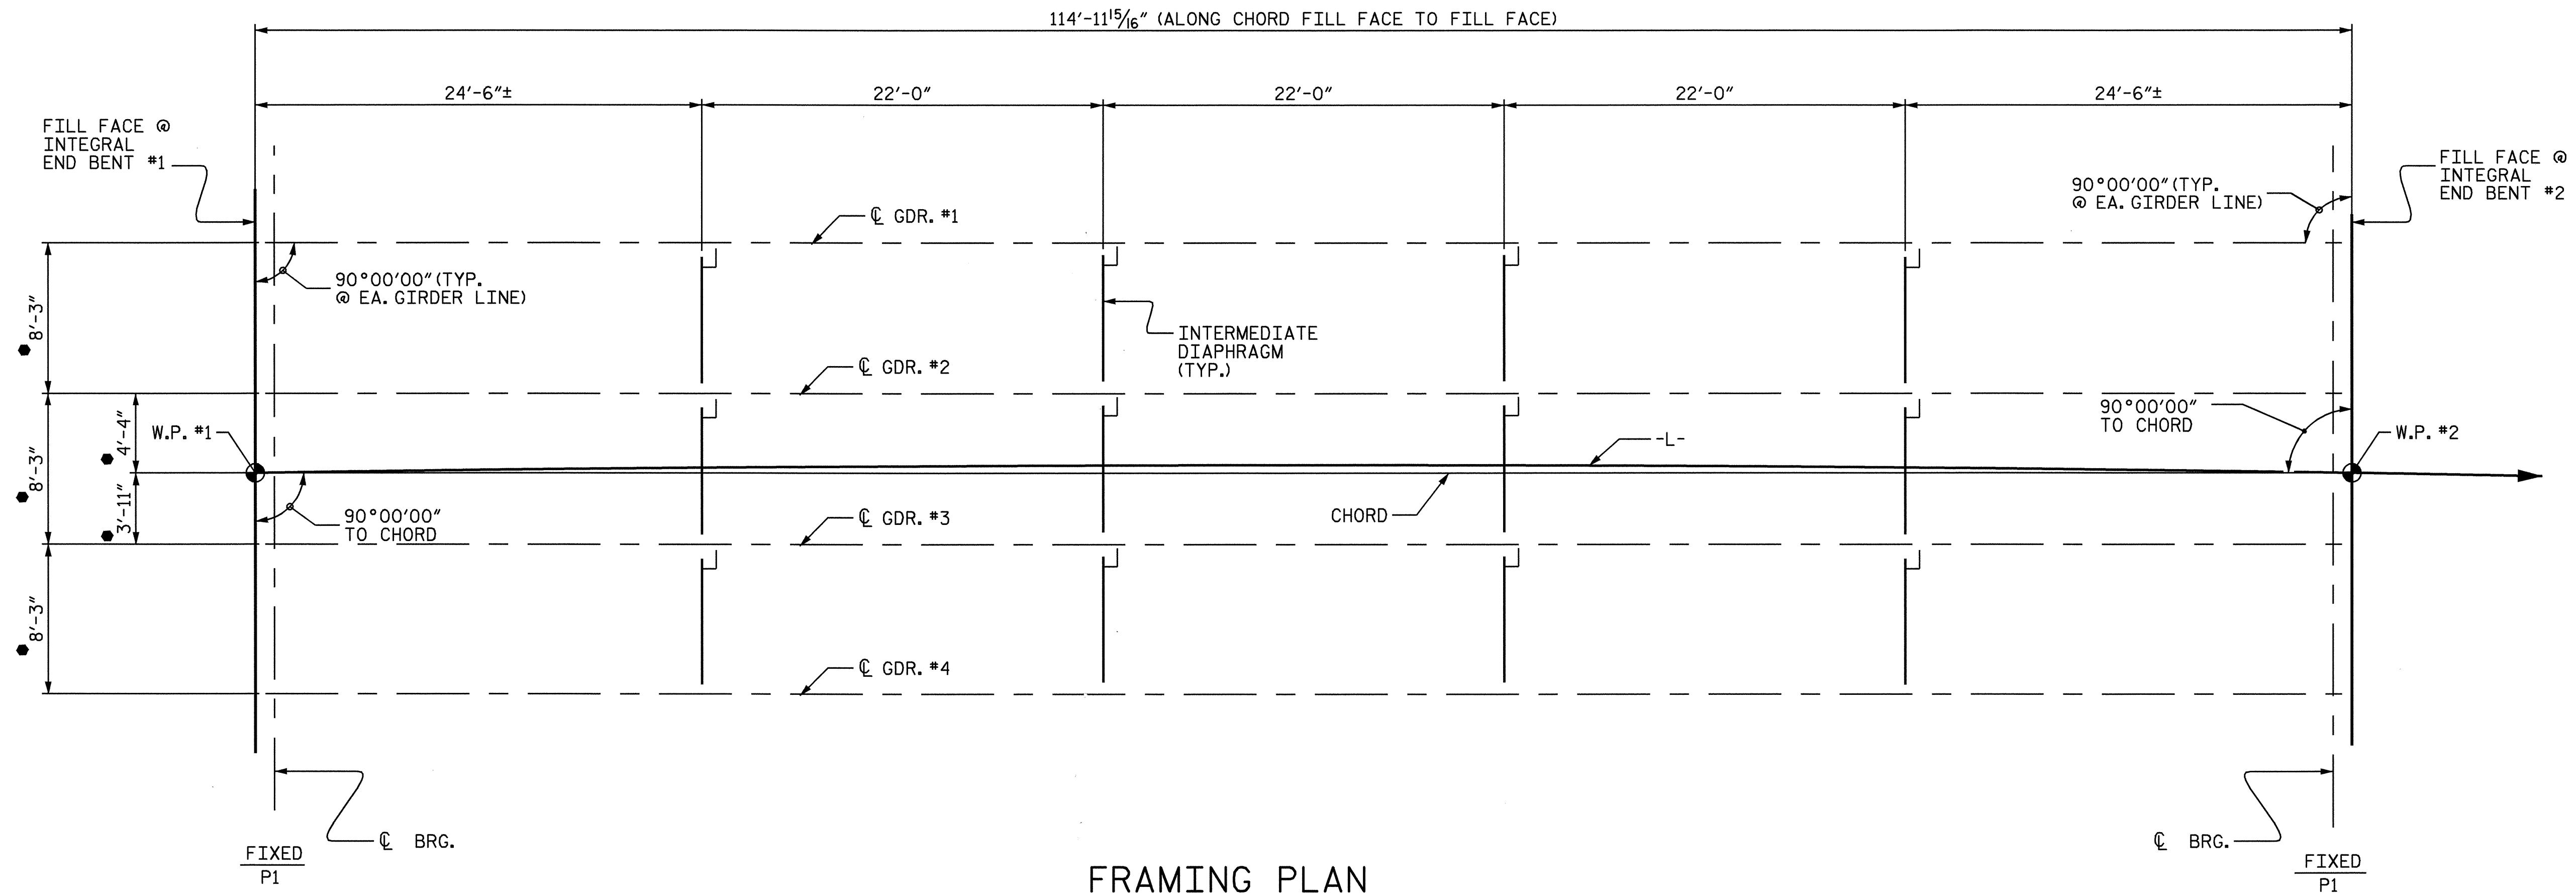 114'-11 15/16" (ALONG CHORD FILL FACE TO FILL FACE)
24'-6"±
22'-0"
22'-0"
22'-0"
24'-6"±
FILL FACE @
INTEGRAL
END BENT #1
FILL FACE @
INTEGRAL
END BENT #2
90°00'00" (TYP.
@ EA. GIRDER LINE)
℄ GDR. #1
90°00'00" (TYP.
@ EA. GIRDER LINE)
8'-3"
INTERMEDIATE
DIAPHRAGM
(TYP.)
℄ GDR. #2
W.P. #1
4'-4"
8'-3"
3'-11"
90°00'00"
TO CHORD
-L-
W.P. #2
90°00'00"
TO CHORD
℄ GDR. #3
CHORD
8'-3"
℄ GDR. #4
℄ BRG.
℄ BRG.
FIXED
P1
FIXED
P1
FRAMING PLAN